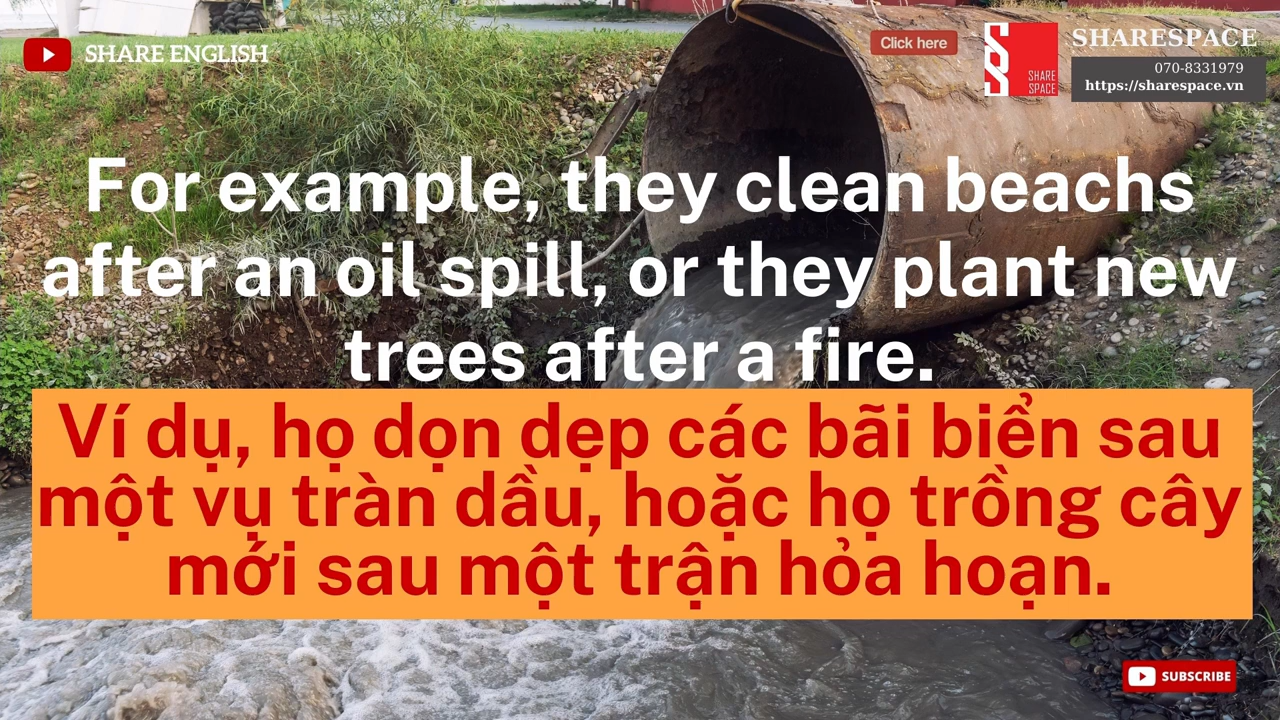 SHARE ENGLISH
Click here
SHARE
SPACE
SHARESPACE
070-8331979
https://sharespace.vn
For example, they clean beachs
after an oil spill, or they plant new
trees after a fire.
Ví dụ, họ dọn dẹp các bãi biển sau
một vụ tràn dầu, hoặc họ trồng cây
mới sau một trận hỏa hoạn.
SUBSCRIBE